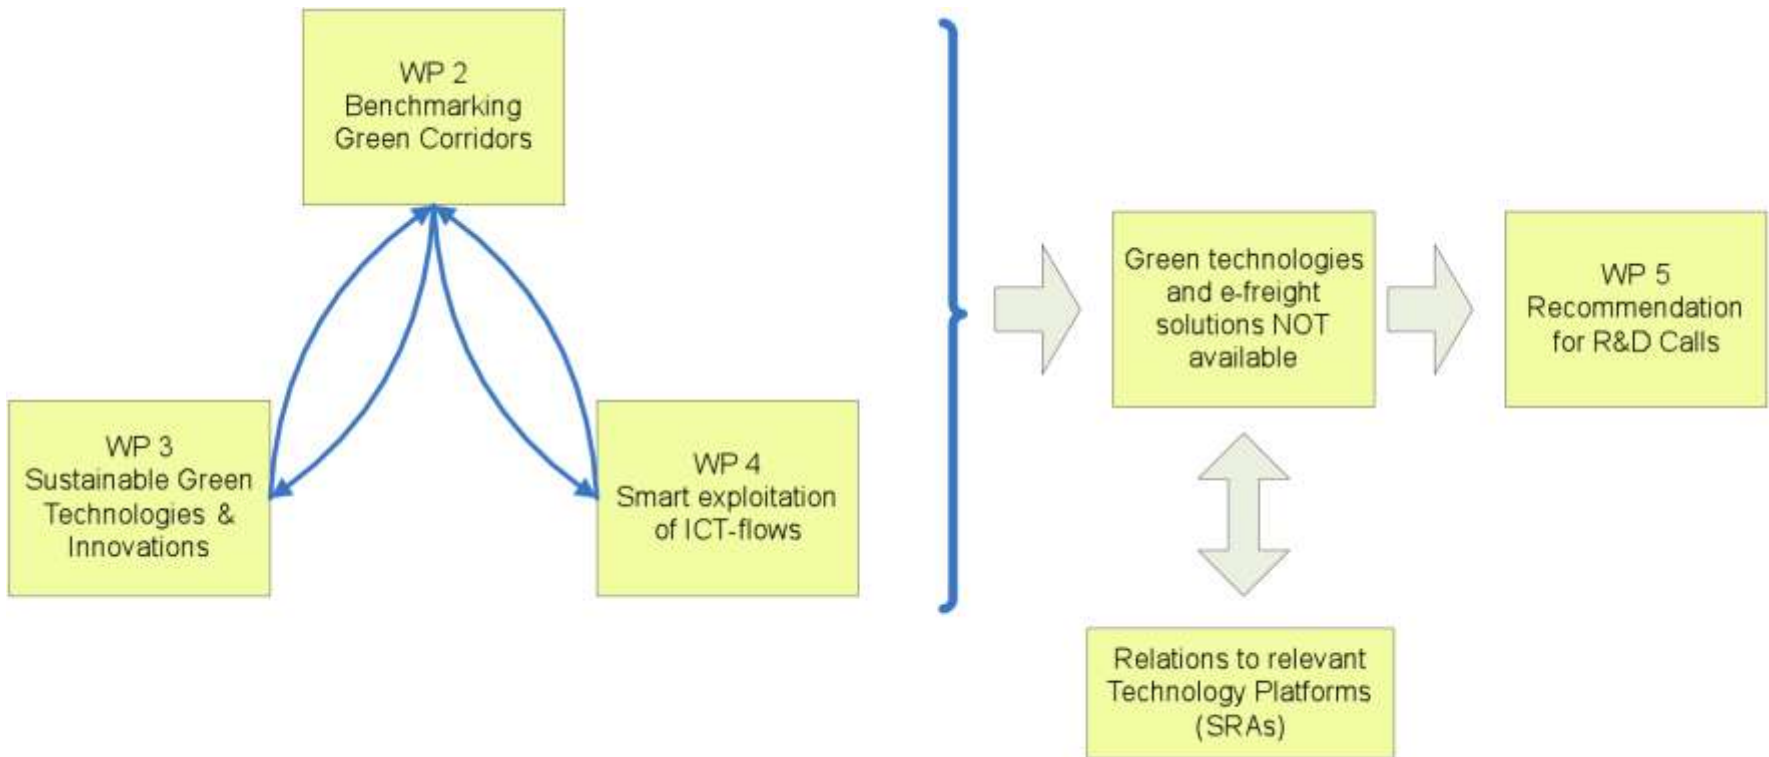 WP 2
Benchmarking
Green Corridors
WP 3
Sustainable Green
Technologies &
Innovations
WP 4
Smart exploitation
of ICT-flows
Green technologies
and e-freight
solutions NOT
available
WP 5
Recommendation
for R&D Calls
Relations to relevant
Technology Platforms
(SRAs)